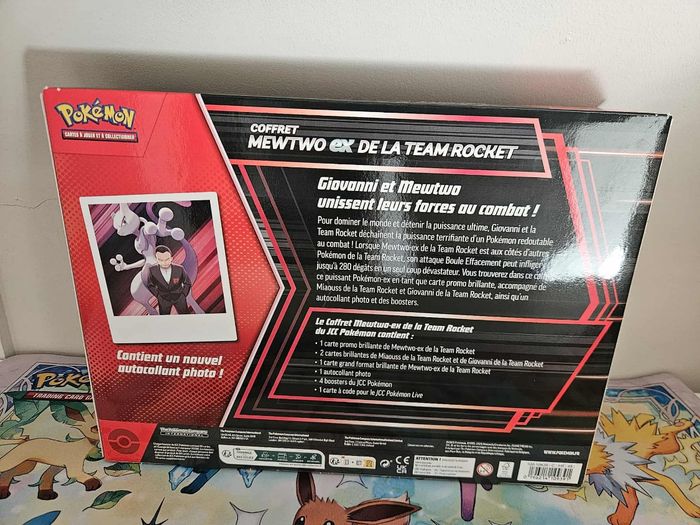 POKéMON
CARTES À JOUER ET À COLLECTIONNER
COFFRET
MEWTWO ex DE LA TEAM ROCKET
Giovanni et Mewtwo
unissent leurs forces au combat !
Pour dominer le monde et détenir la puissance ultime, Giovanni et la
Team Rocket déchaînent la puissance terrifiante d'un Pokémon redoutable
au combat ! Lorsque Mewtwo-ex de la Team Rocket est aux côtés d'autres
Pokémon de la Team Rocket, son attaque Boule Effacement peut infliger
jusqu'à 280 dégâts en un seul coup dévastateur. Vous trouverez dans ce
ce puissant Pokémon-ex en tant que carte promo brillante, accompagné de
Miaouss de la Team Rocket et Giovanni de la Team Rocket, ainsi qu'un
autocollant photo et des boosters.
Contient un nouvel
autocollant photo !
Le Coffret Mewtwo-ex de la Team Rocket
du JCC Pokémon contient :
• 1 carte promo brillante de Mewtwo-ex de la Team Rocket
• 2 cartes brillantes de Miaouss de la Team Rocket et de Giovanni de la Team Rocket
• 1 carte grand format brillante de Mewtwo-ex de la Team Rocket
• 1 autocollant photo
• 4 boosters du JCC Pokémon
• 1 carte à code pour le JCC Pokémon Live
The Pokémon Company
INTERNATIONAL
ATTENTION !
WWW.POKEMON.FR
POKéMON
TRADING CARD